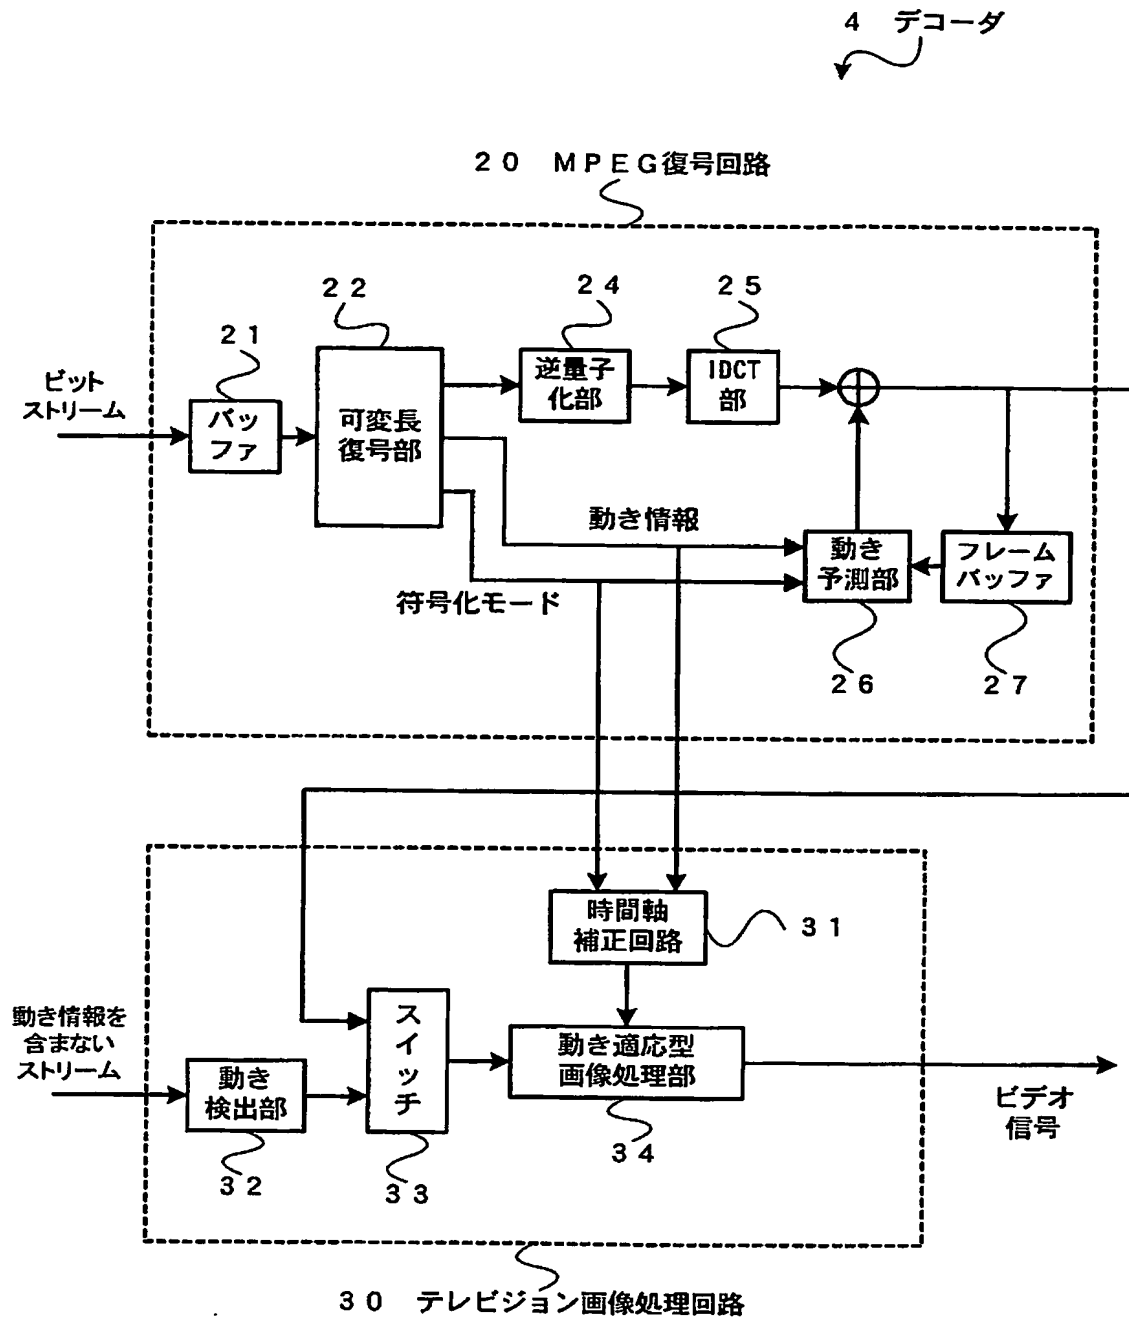 4 デコーダ
20 MPEG復号回路
22
24
25
21
ビット
ストリーム
バッ
ファ
可変長
復号部
逆量子
化部
IDCT
部
動き情報
符号化モード
動き
予測部
フレーム
バッファ
26
27
時間軸
補正回路
31
動き情報を
含まない
ストリーム
動き
検出部
スイッチ
動き適応型
画像処理部
ビデオ
信号
32
33
34
30 テレビジョン画像処理回路